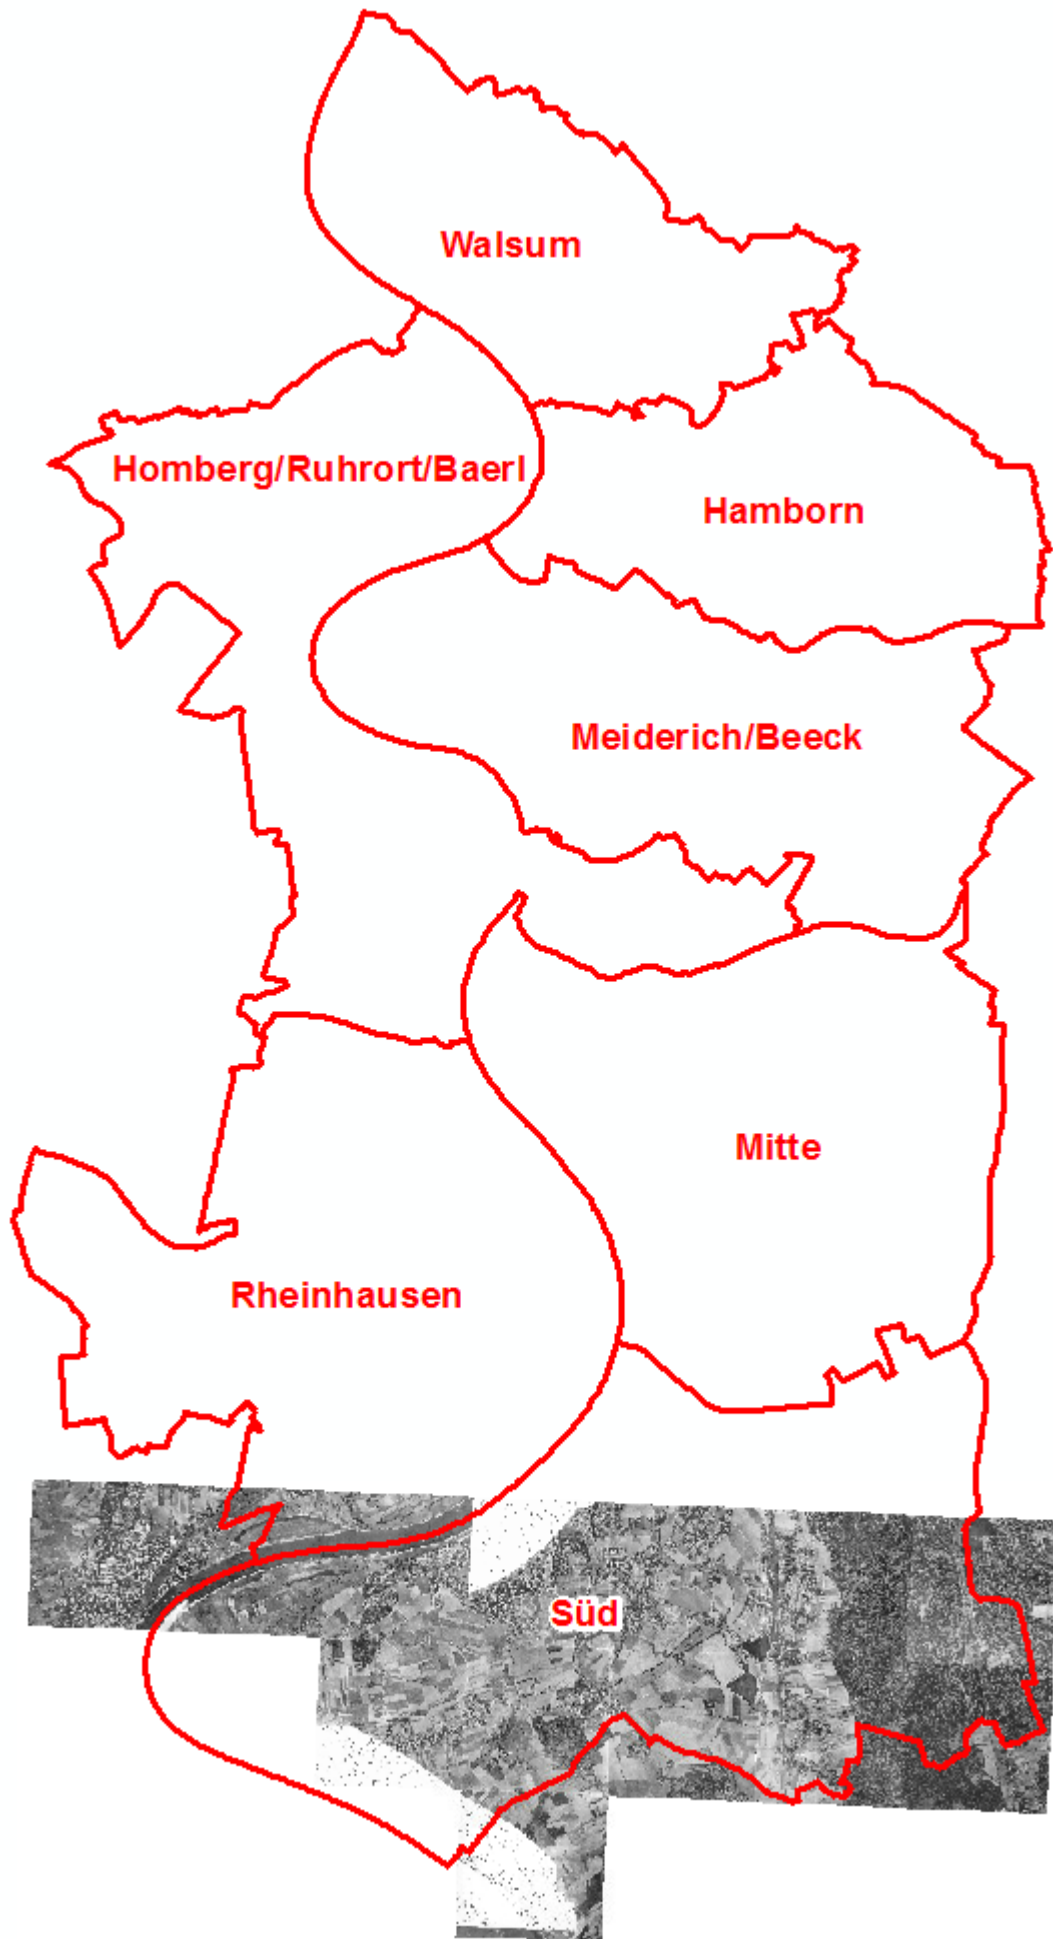 Walsum
Homberg/Ruhrort/Baerl
Hamborn
Meiderich/Beeck
Mitte
Rheinhausen
Süd